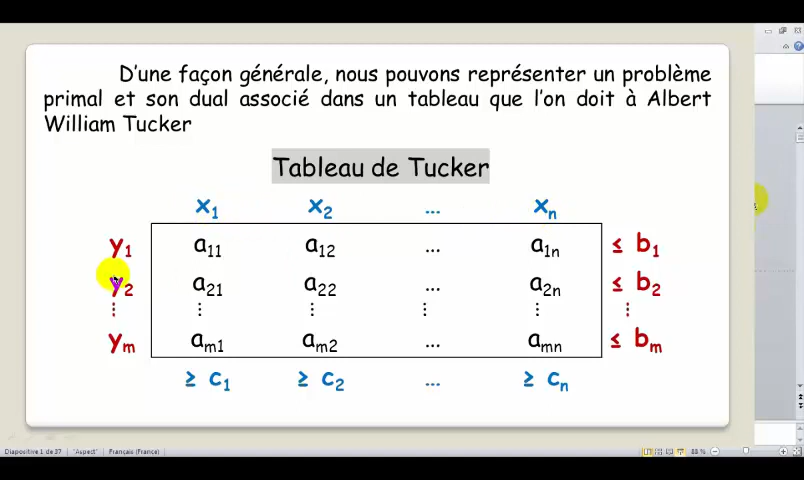 D'une façon générale, nous pouvons représenter un problème
primal et son dual associé dans un tableau que l'on doit à Albert
William Tucker
Tableau de Tucker
x₁ x₂ ... xₙ
y₁ a₁₁ a₁₂ ... a₁ₙ ≤ b₁
y₂ a₂₁ a₂₂ ... a₂ₙ ≤ b₂
⋮ ⋮ ⋮ ⋮ ⋮ ⋮
yₘ aₘ₁ aₘ₂ ... aₘₙ ≤ bₘ
≥ c₁ ≥ c₂ ... ≥ cₙ
Diapositive 1 de 37 "Aspect" Français (France) 88 %